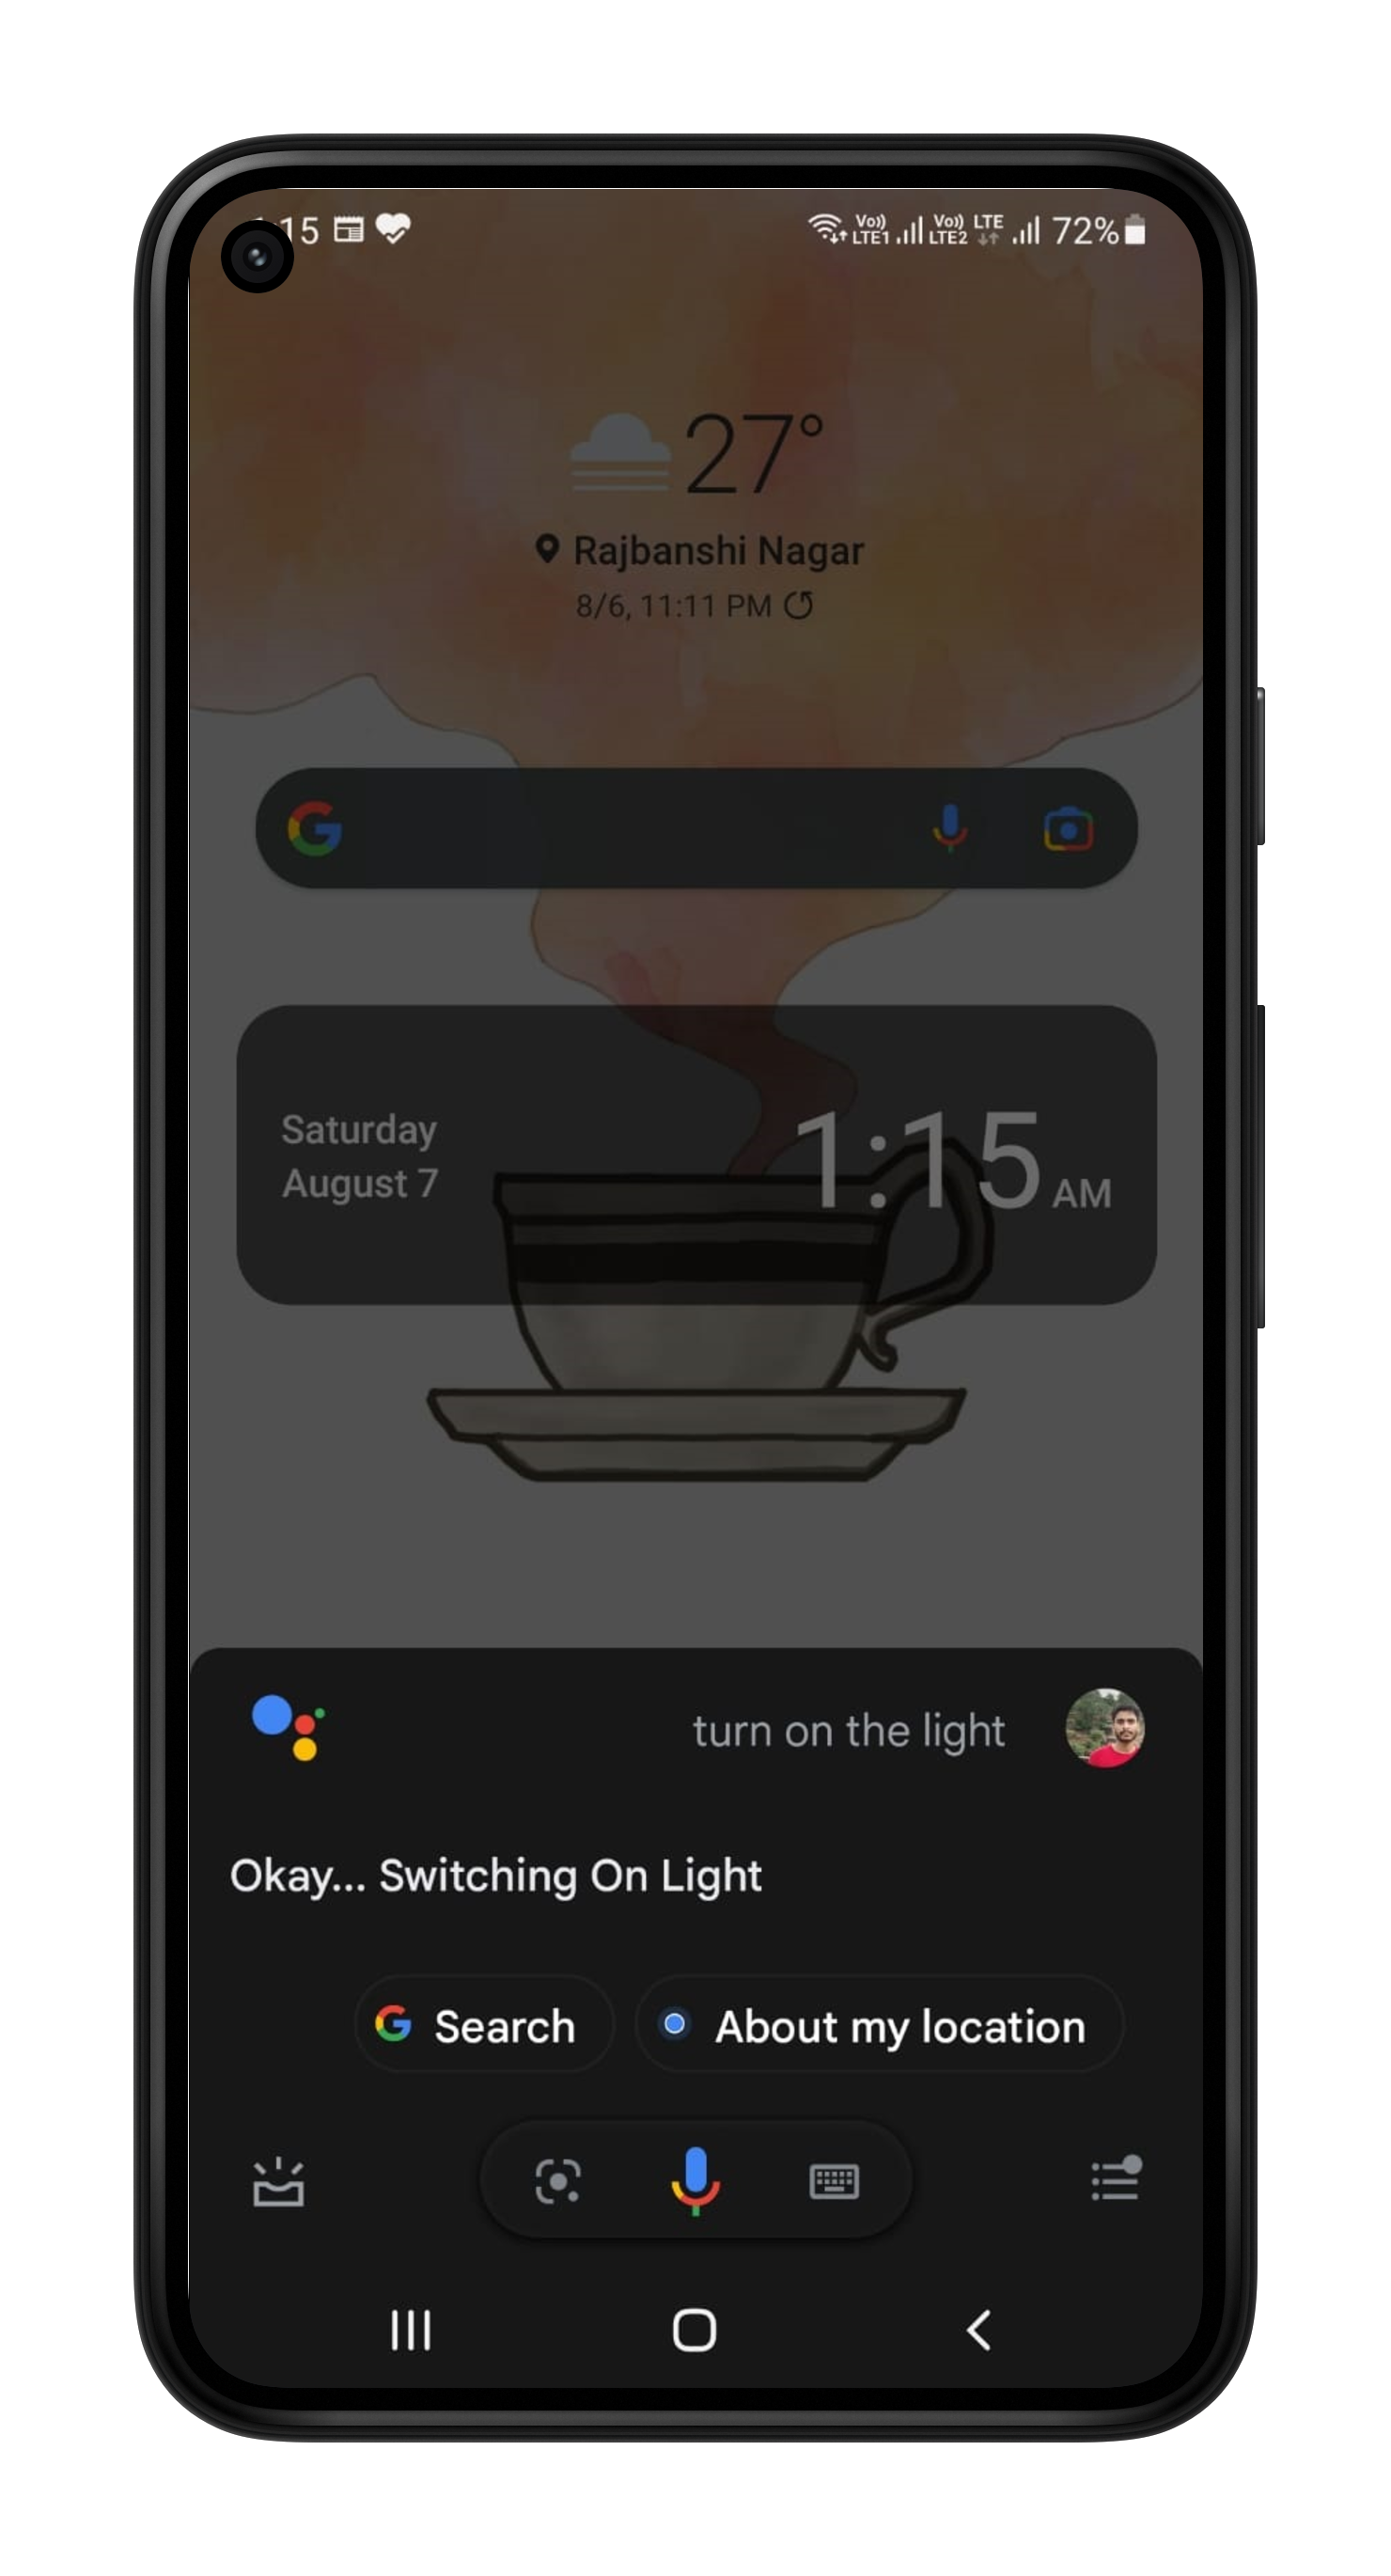 :15
Vo)) LTE1 Vo)) LTE2 LTE 72%
27°
Rajbanshi Nagar
8/6, 11:11 PM
Saturday
August 7
1:15 AM
turn on the light
Okay... Switching On Light
Search
About my location